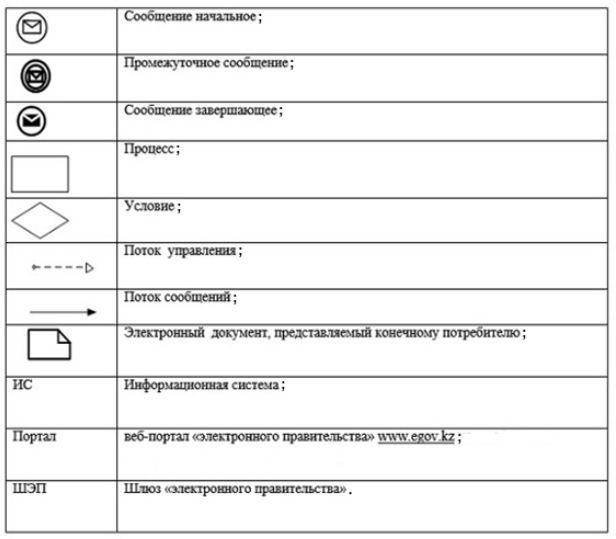 Сообщение начальное;
Промежуточное сообщение;
Сообщение завершающее;
Процесс;
Условие;
Поток управления;
Поток сообщений;
Электронный документ, представляемый конечному потребителю;
ИС Информационная система;
Портал веб-портал «электронного правительства» www.egov.kz;
ШЭП Шлюз «электронного правительства».